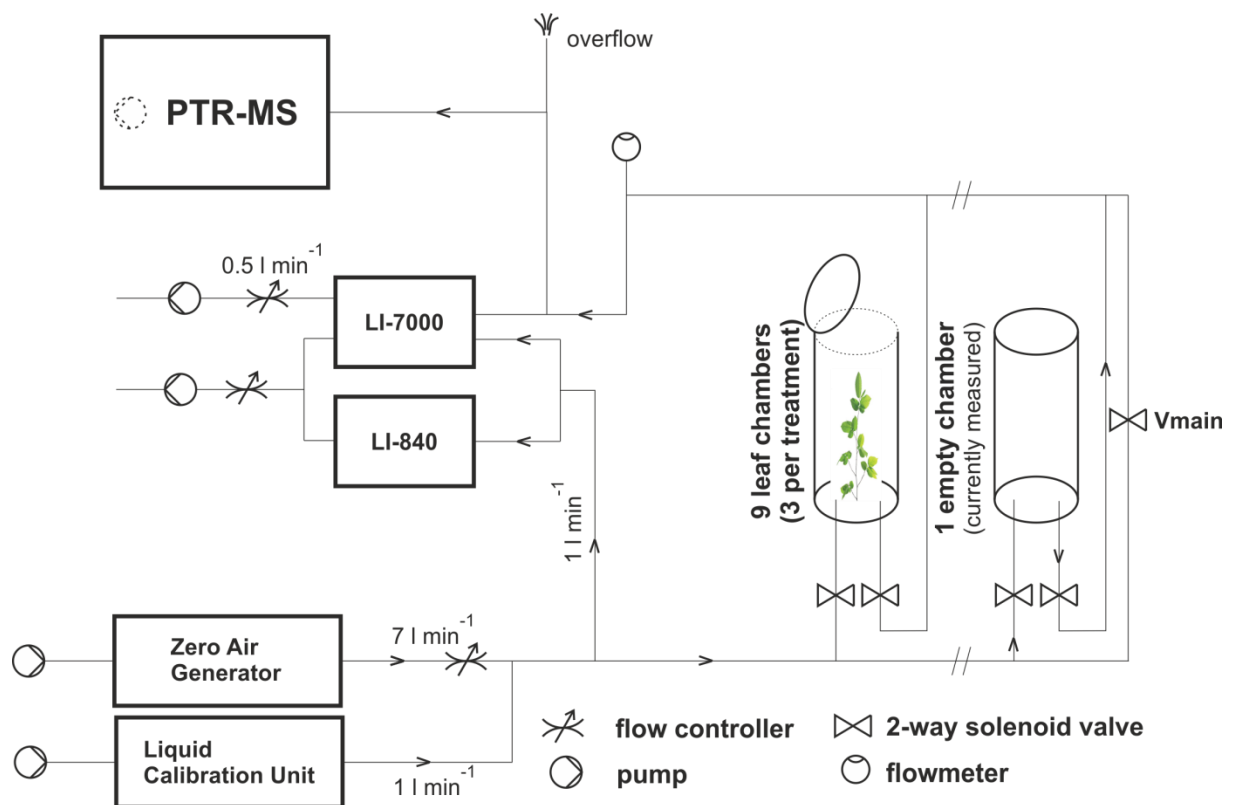 overflow
PTR-MS
0.5 l min⁻¹
LI-7000
LI-840
9 leaf chambers
(3 per treatment)
1 empty chamber
(currently measured)
Vmain
1 l min⁻¹
Zero Air
Generator
7 l min⁻¹
Liquid
Calibration Unit
1 l min⁻¹
flow controller
2-way solenoid valve
pump
flowmeter